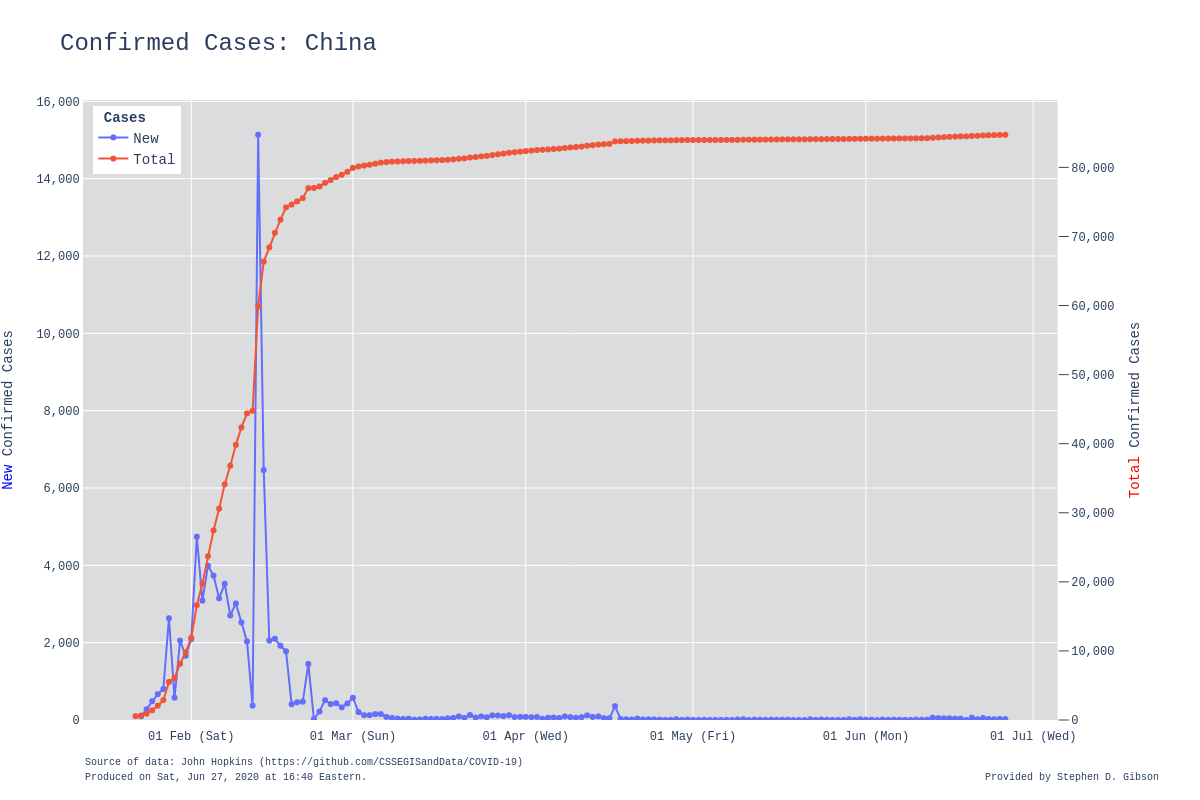 Confirmed Cases: China
Cases
New
Total
16,000
14,000
12,000
10,000
8,000
6,000
4,000
2,000
0
New Confirmed Cases
80,000
70,000
60,000
50,000
40,000
30,000
20,000
10,000
0
Total Confirmed Cases
01 Feb (Sat)
01 Mar (Sun)
01 Apr (Wed)
01 May (Fri)
01 Jun (Mon)
01 Jul (Wed)
Source of data: John Hopkins (https://github.com/CSSEGISandData/COVID-19)
Produced on Sat, Jun 27, 2020 at 16:40 Eastern.
Provided by Stephen D. Gibson